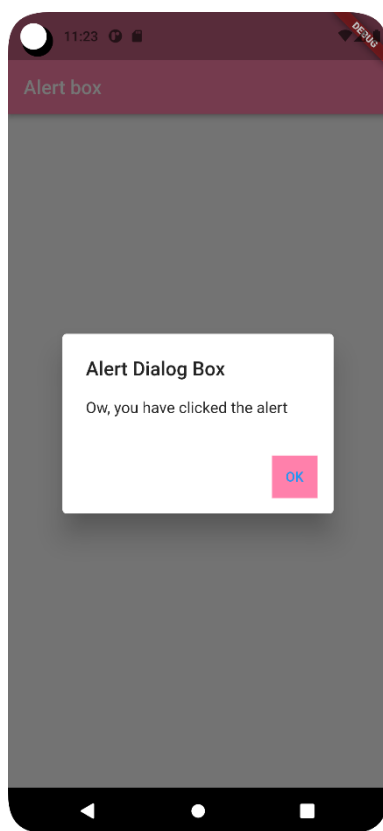 11:23
DEBUG
Alert box
Alert Dialog Box
Ow, you have clicked the alert
OK